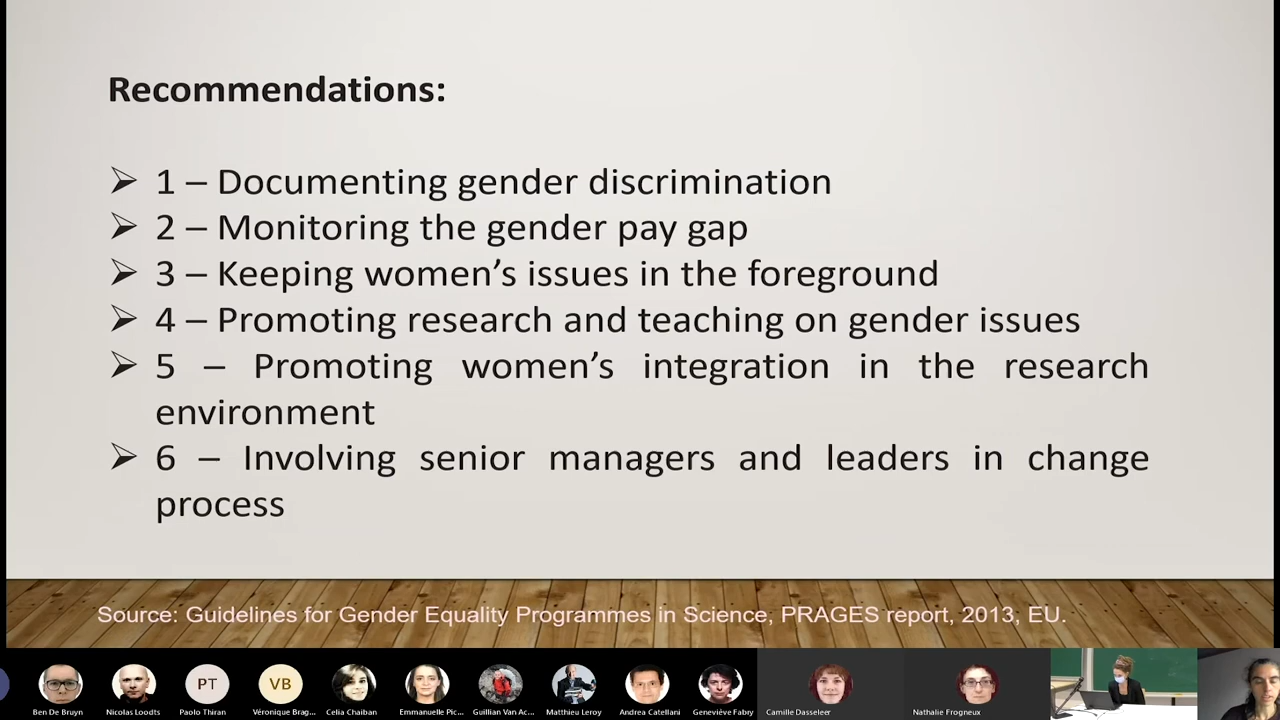 Recommendations:
1 – Documenting gender discrimination
2 – Monitoring the gender pay gap
3 – Keeping women’s issues in the foreground
4 – Promoting research and teaching on gender issues
5 – Promoting women’s integration in the research
environment
6 – Involving senior managers and leaders in change
process
Source: Guidelines for Gender Equality Programmes in Science, PRAGES report, 2013, EU.
PT
VB
Ben De Bruyn
Nicolas Loodts
Paolo Thiran
Véronique Brag...
Celia Chaiban
Emmanuelle Pic...
Guillian Van Ac...
Matthieu Leroy
Andrea Catellani
Geneviève Fabry
Camille Dasseleer
Nathalie Frogneux